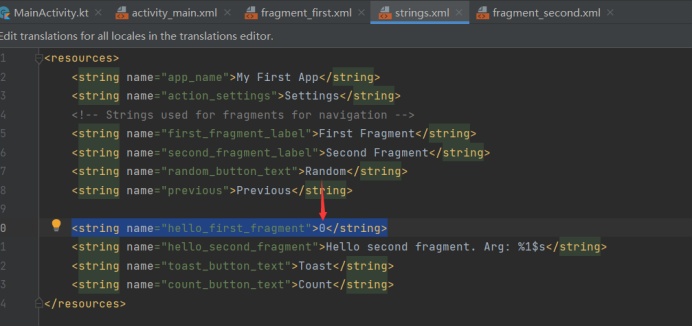 MainActivity.kt activity_main.xml fragment_first.xml strings.xml fragment_second.xml
Edit translations for all locales in the translations editor.
1 <resources>
2 <string name="app_name">My First App</string>
3 <string name="action_settings">Settings</string>
4 <!-- Strings used for fragments for navigation -->
5 <string name="first_fragment_label">First Fragment</string>
6 <string name="second_fragment_label">Second Fragment</string>
7 <string name="random_button_text">Random</string>
8 <string name="previous">Previous</string>
9
0 <string name="hello_first_fragment">0</string>
1 <string name="hello_second_fragment">Hello second fragment. Arg: %1$s</string>
2 <string name="toast_button_text">Toast</string>
3 <string name="count_button_text">Count</string>
4 </resources>